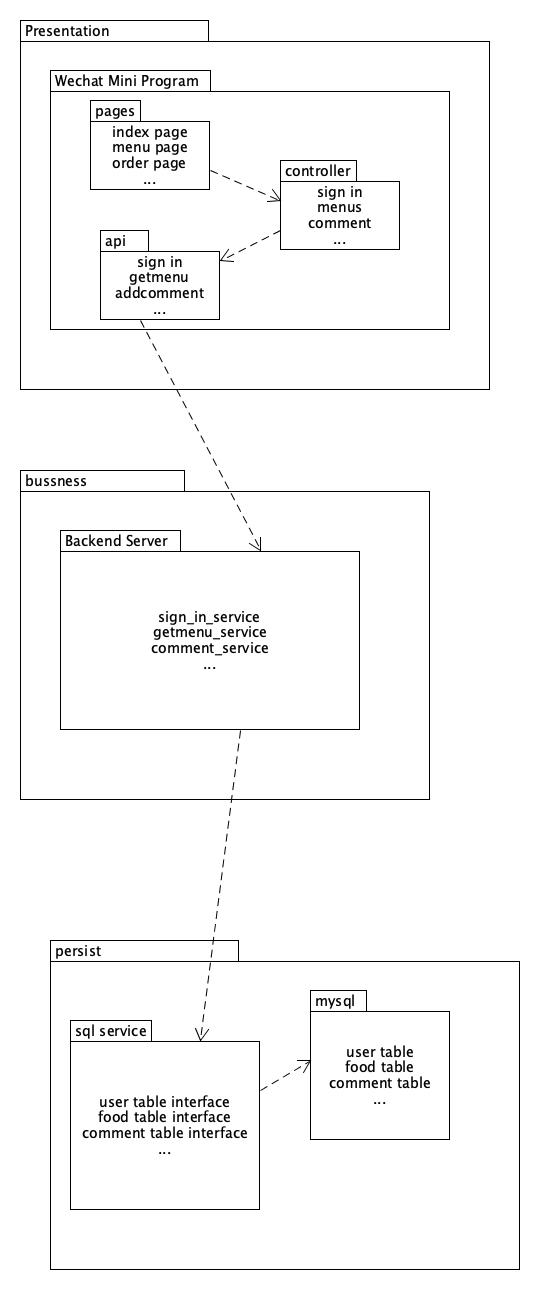 Presentation
Wechat Mini Program
pages
index page
menu page
order page
...
controller
sign in
menus
comment
...
api
sign in
getmenu
addcomment
...
bussness
Backend Server
sign_in_service
getmenu_service
comment_service
...
persist
mysql
user table
food table
comment table
...
sql service
user table interface
food table interface
comment table interface
...